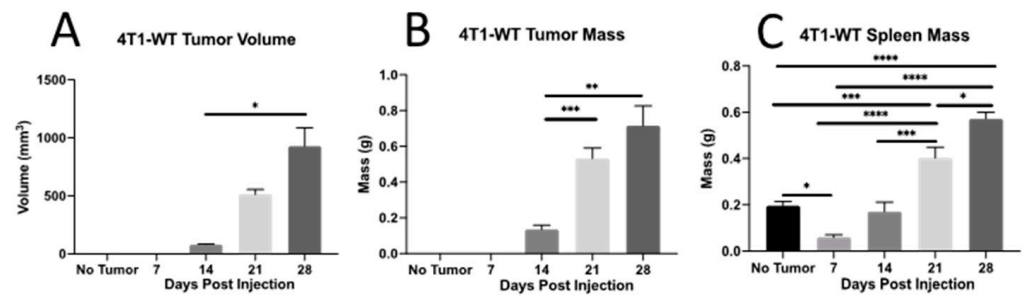 A
4T1-WT Tumor Volume
Volume (mm³)
1500
1000
500
0
*
No Tumor 7 14 21 28
Days Post Injection
B
4T1-WT Tumor Mass
Mass (g)
1.0
0.8
0.6
0.4
0.2
0.0
**
***
No Tumor 7 14 21 28
Days Post Injection
C
4T1-WT Spleen Mass
Mass (g)
0.8
0.6
0.4
0.2
0.0
****
****
*** *
****
***
*
No Tumor 7 14 21 28
Days Post Injection